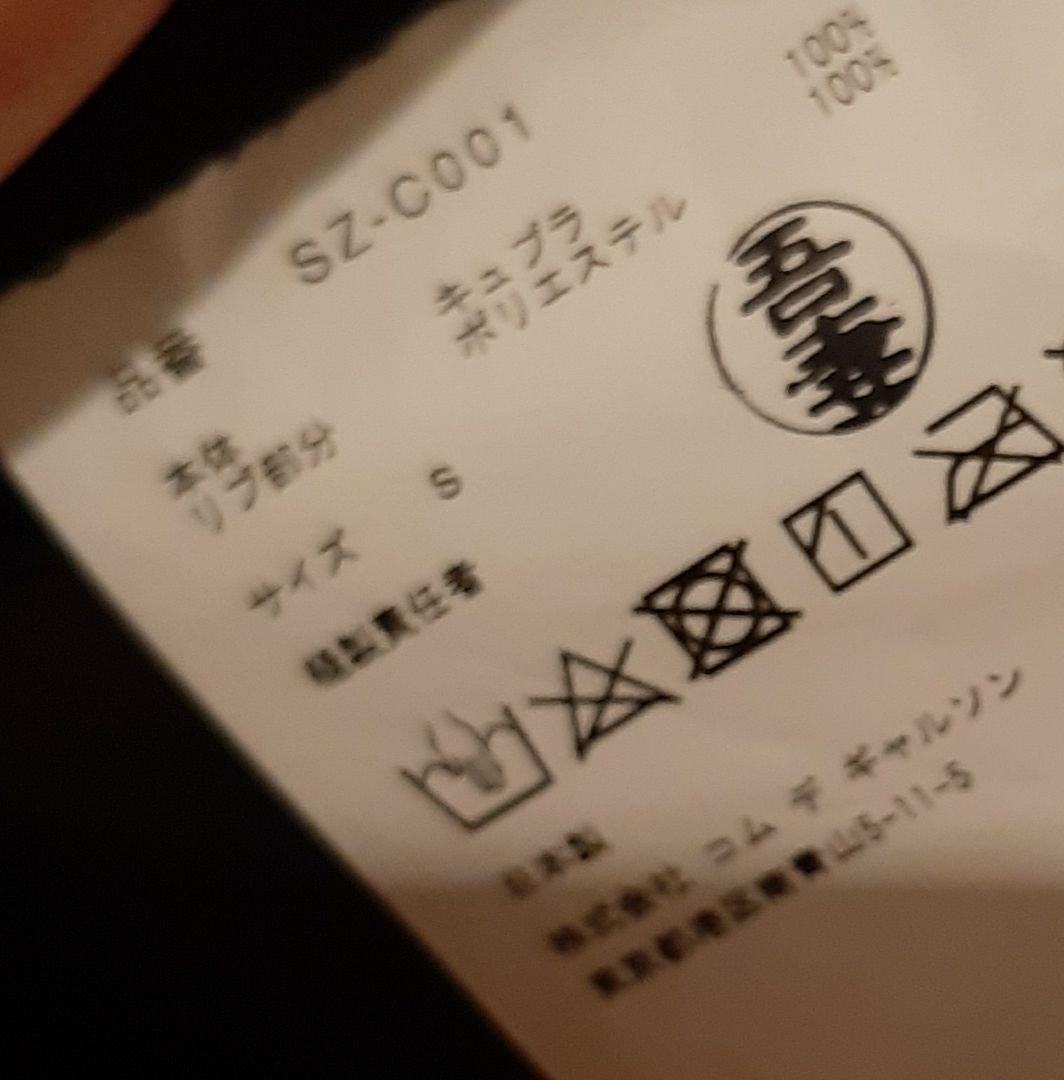 品番 SZ-C001
本体 キュプラ 100%
リブ部分 ポリエステル 100%
サイズ S
縫製責任者 吾妻
日本製
株式会社 コム デ ギャルソン
東京都港区南青山5-11-5